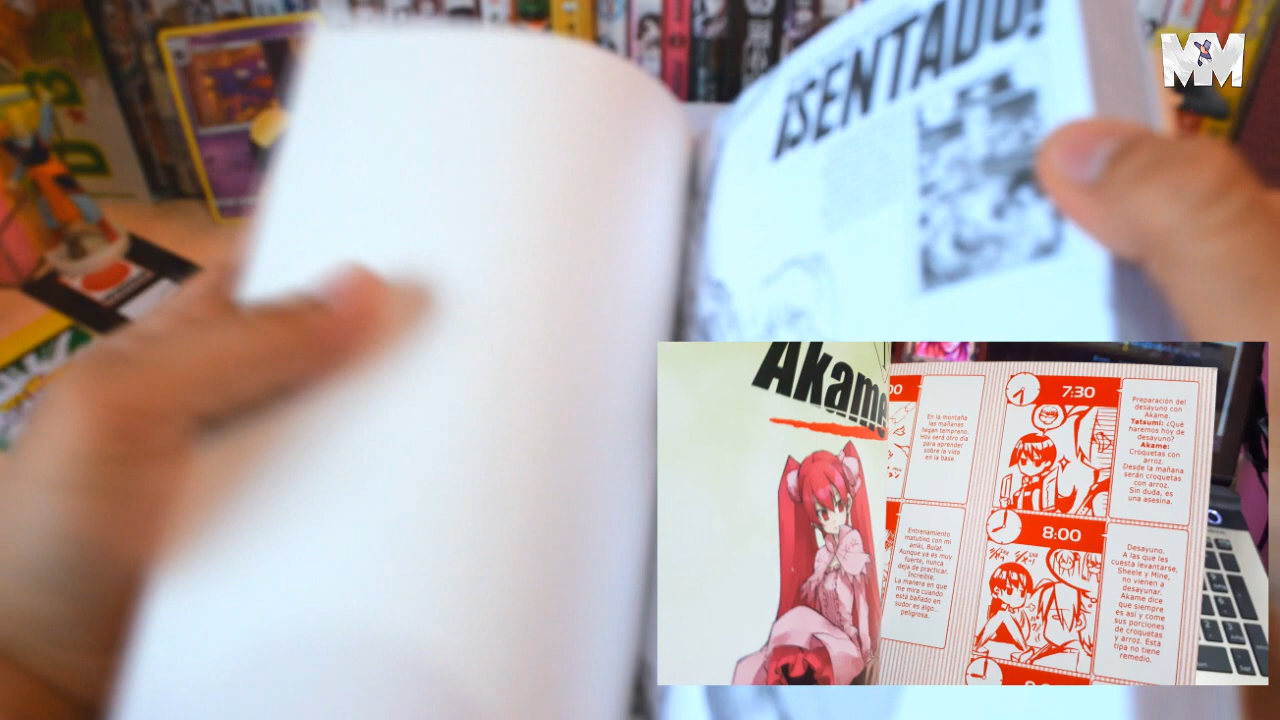 ¡SENTADO!
MM
Akame
00
En la montaña
las mañanas
llegan temprano.
Hoy será otro día
para aprender
sobre la vida
en la base.
Entrenamiento
matutino con mi
aniki, Bulat.
Aunque ya es muy
fuerte, nunca
deja de practicar.
Increíble.
La manera en que
me mira cuando
está bañado en
sudor es algo...
peligrosa.
7:30
Preparación del
desayuno con
Akame.
Tatsumi: ¿Qué
haremos hoy de
desayuno?
Akame:
Croquetas con
arroz.
Desde la mañana
serán croquetas
con arroz.
Sin duda, es
una asesina.
8:00
Desayuno.
A las que les
cuesta levantarse,
Sheele y Mine,
no vienen a
desayunar.
Akame dice
que siempre
es así y come
sus porciones
de croquetas
y arroz. Esta
tipa no tiene
remedio.